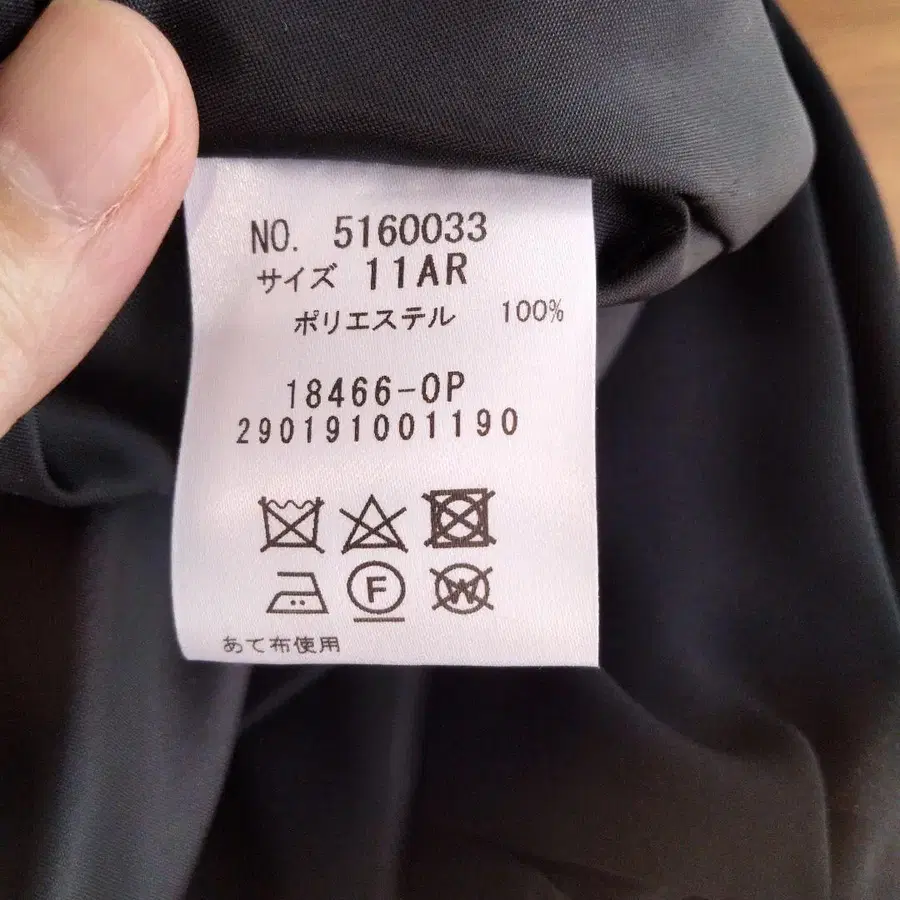 NO. 5160033
サイズ 11AR
ポリエステル 100%
18466-OP
290191001190
F
W
あて布使用